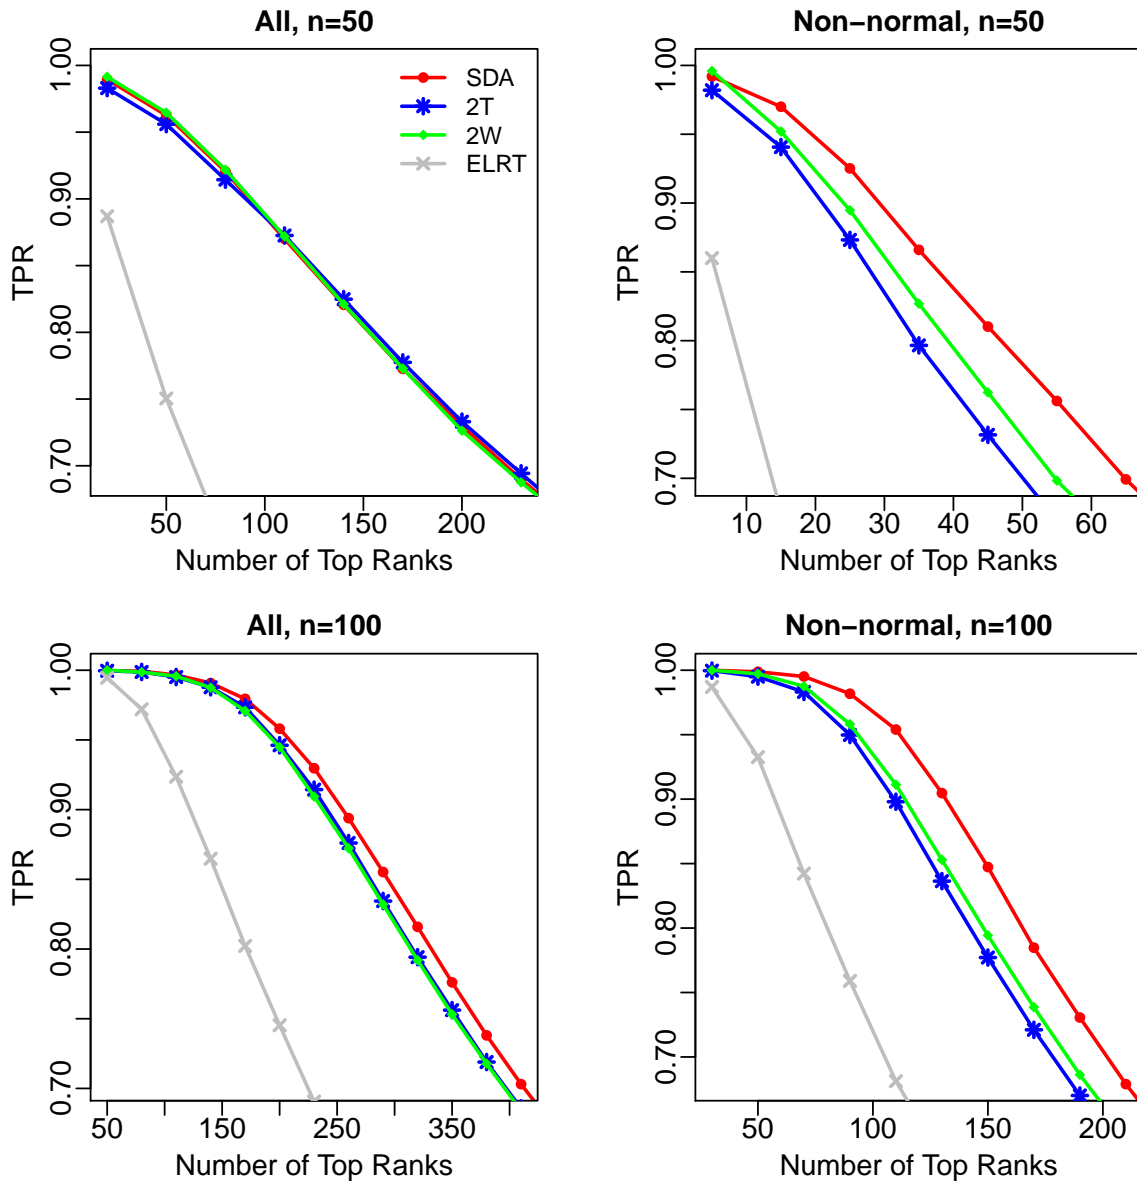 All, n=50
TPR
1.00
0.90
0.80
0.70
SDA
2T
2W
ELRT
50 100 150 200
Number of Top Ranks
Non−normal, n=50
TPR
1.00
0.90
0.80
0.70
10 20 30 40 50 60
Number of Top Ranks
All, n=100
TPR
1.00
0.90
0.80
0.70
50 150 250 350
Number of Top Ranks
Non−normal, n=100
TPR
1.00
0.90
0.80
0.70
50 100 150 200
Number of Top Ranks